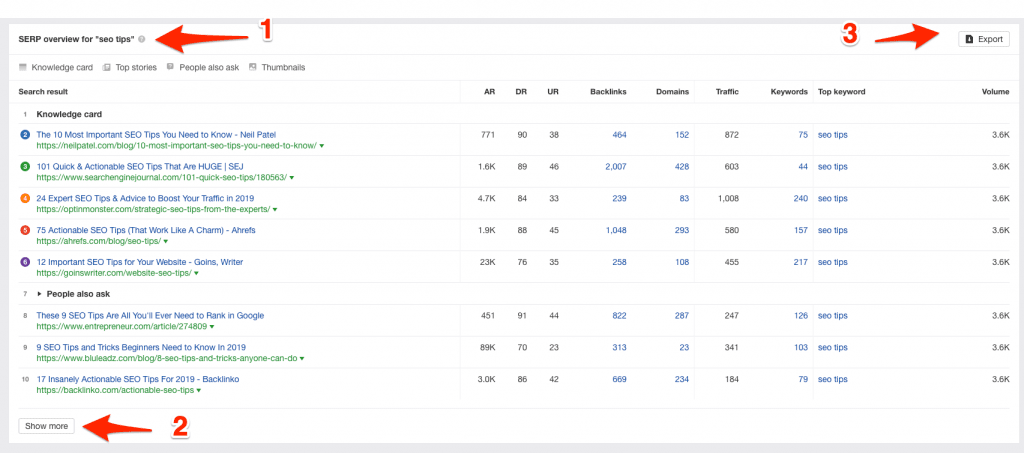 1
3
SERP overview for "seo tips" ?
Export
Knowledge card Top stories People also ask Thumbnails
Search result AR DR UR Backlinks Domains Traffic Keywords Top keyword Volume
1 Knowledge card
2 The 10 Most Important SEO Tips You Need to Know - Neil Patel 771 90 38 464 152 872 75 seo tips 3.6K
https://neilpatel.com/blog/10-most-important-seo-tips-you-need-to-know/
3 101 Quick & Actionable SEO Tips That Are HUGE | SEJ 1.6K 89 46 2,007 428 603 44 seo tips 3.6K
https://www.searchenginejournal.com/101-quick-seo-tips/180563/
4 24 Expert SEO Tips & Advice to Boost Your Traffic in 2019 4.7K 84 33 239 83 1,008 240 seo tips 3.6K
https://optinmonster.com/strategic-seo-tips-from-the-experts/
5 75 Actionable SEO Tips (That Work Like A Charm) - Ahrefs 1.9K 88 45 1,048 293 580 157 seo tips 3.6K
https://ahrefs.com/blog/seo-tips/
6 12 Important SEO Tips for Your Website - Goins, Writer 23K 76 35 258 108 455 217 seo tips 3.6K
https://goinswriter.com/website-seo-tips/
7 People also ask
8 These 9 SEO Tips Are All You'll Ever Need to Rank in Google 451 91 44 822 287 247 126 seo tips 3.6K
https://www.entrepreneur.com/article/274809
9 9 SEO Tips and Tricks Beginners Need to Know In 2019 89K 70 23 313 23 341 103 seo tips 3.6K
https://www.bluleadz.com/blog/8-seo-tips-and-tricks-anyone-can-do
10 17 Insanely Actionable SEO Tips For 2019 - Backlinko 3.0K 86 42 669 234 184 79 seo tips 3.6K
https://backlinko.com/actionable-seo-tips
Show more
2